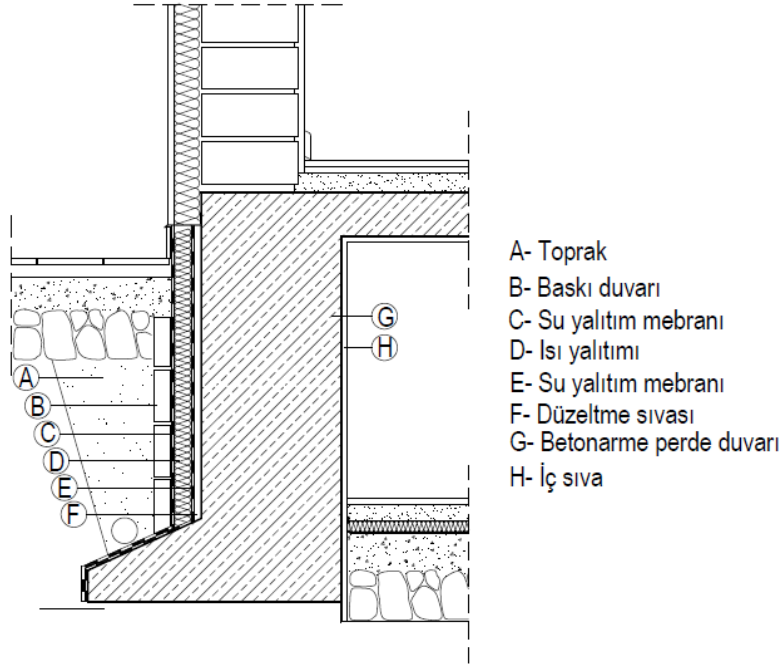 A
B
C
D
E
F
G
H
A- Toprak
B- Baskı duvarı
C- Su yalıtım mebranı
D- Isı yalıtımı
E- Su yalıtım mebranı
F- Düzeltme sıvası
G- Betonarme perde duvarı
H- İç sıva